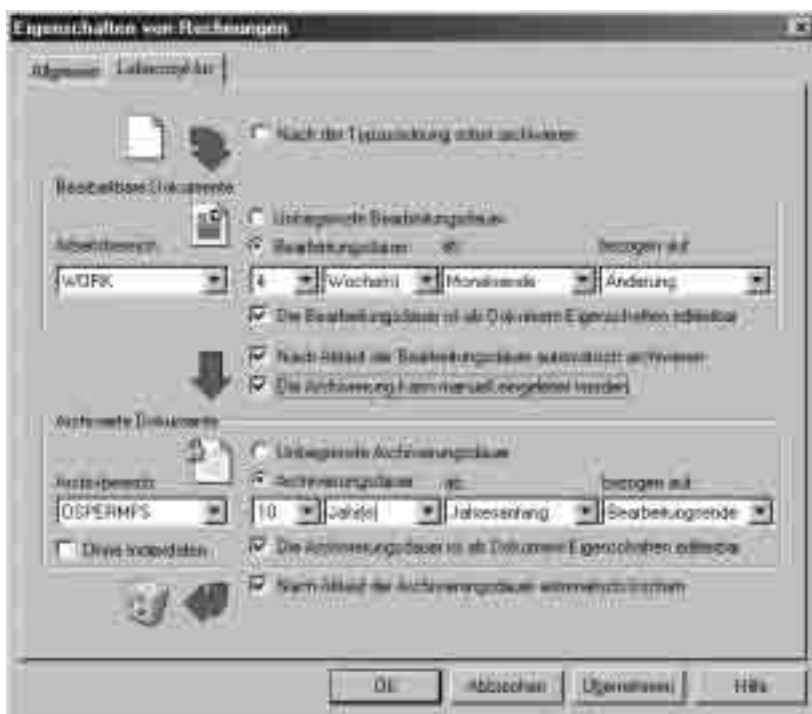 Eigenschaften von Rechnungen
Allgemein Lebenszyklus
Nach der Typzuordnung sofort archivieren
Bearbeitbare Dokumente
Unbegrenzte Bearbeitungsdauer
Arbeitsbereich Bearbeitungsdauer ab bezogen auf
WORK 4 Woche(n) Monatsende Änderung
Die Bearbeitungsdauer ist als Dokument Eigenschaften editierbar
Nach Ablauf der Bearbeitungsdauer automatisch archivieren
Die Archivierung kann manuell eingeleitet werden
Archivierte Dokumente
Unbegrenzte Archivierungsdauer
Archivbereich Archivierungsdauer ab bezogen auf
OSPERMPS 10 Jahr(e) Jahresanfang Bearbeitungsende
Ohne Indexdaten Die Archivierungsdauer ist als Dokument Eigenschaften editierbar
Nach Ablauf der Archivierungsdauer automatisch löschen
OK Abbrechen Übernehmen Hilfe